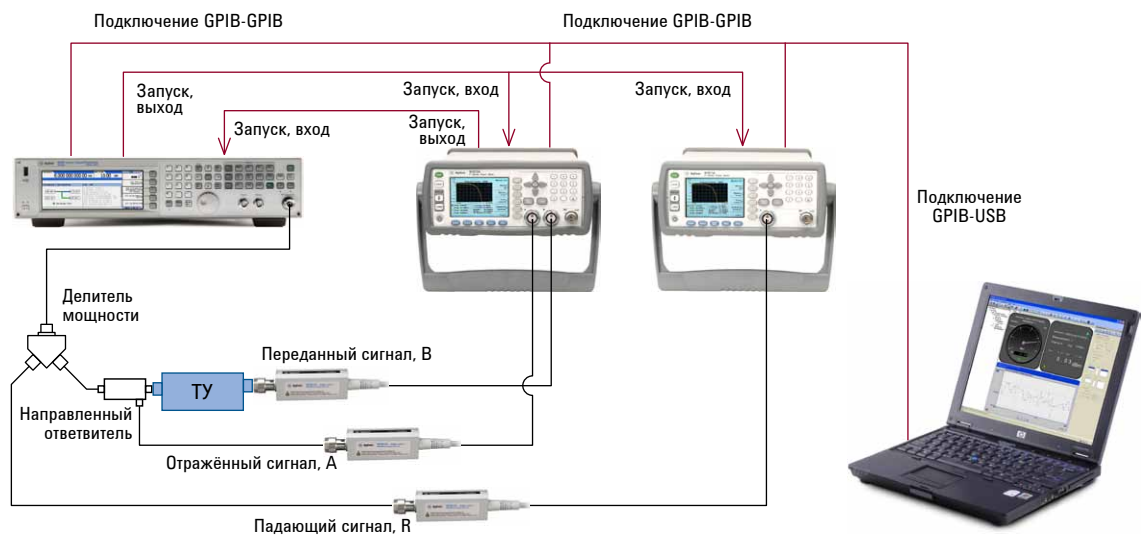 Подключение GPIB-GPIB
Подключение GPIB-GPIB
Запуск,
выход
Запуск, вход
Запуск, вход
Запуск, вход
Запуск,
выход
Подключение
GPIB-USB
Делитель
мощности
Переданный сигнал, B
ТУ
Направленный
ответвитель
Отражённый сигнал, A
Падающий сигнал, R